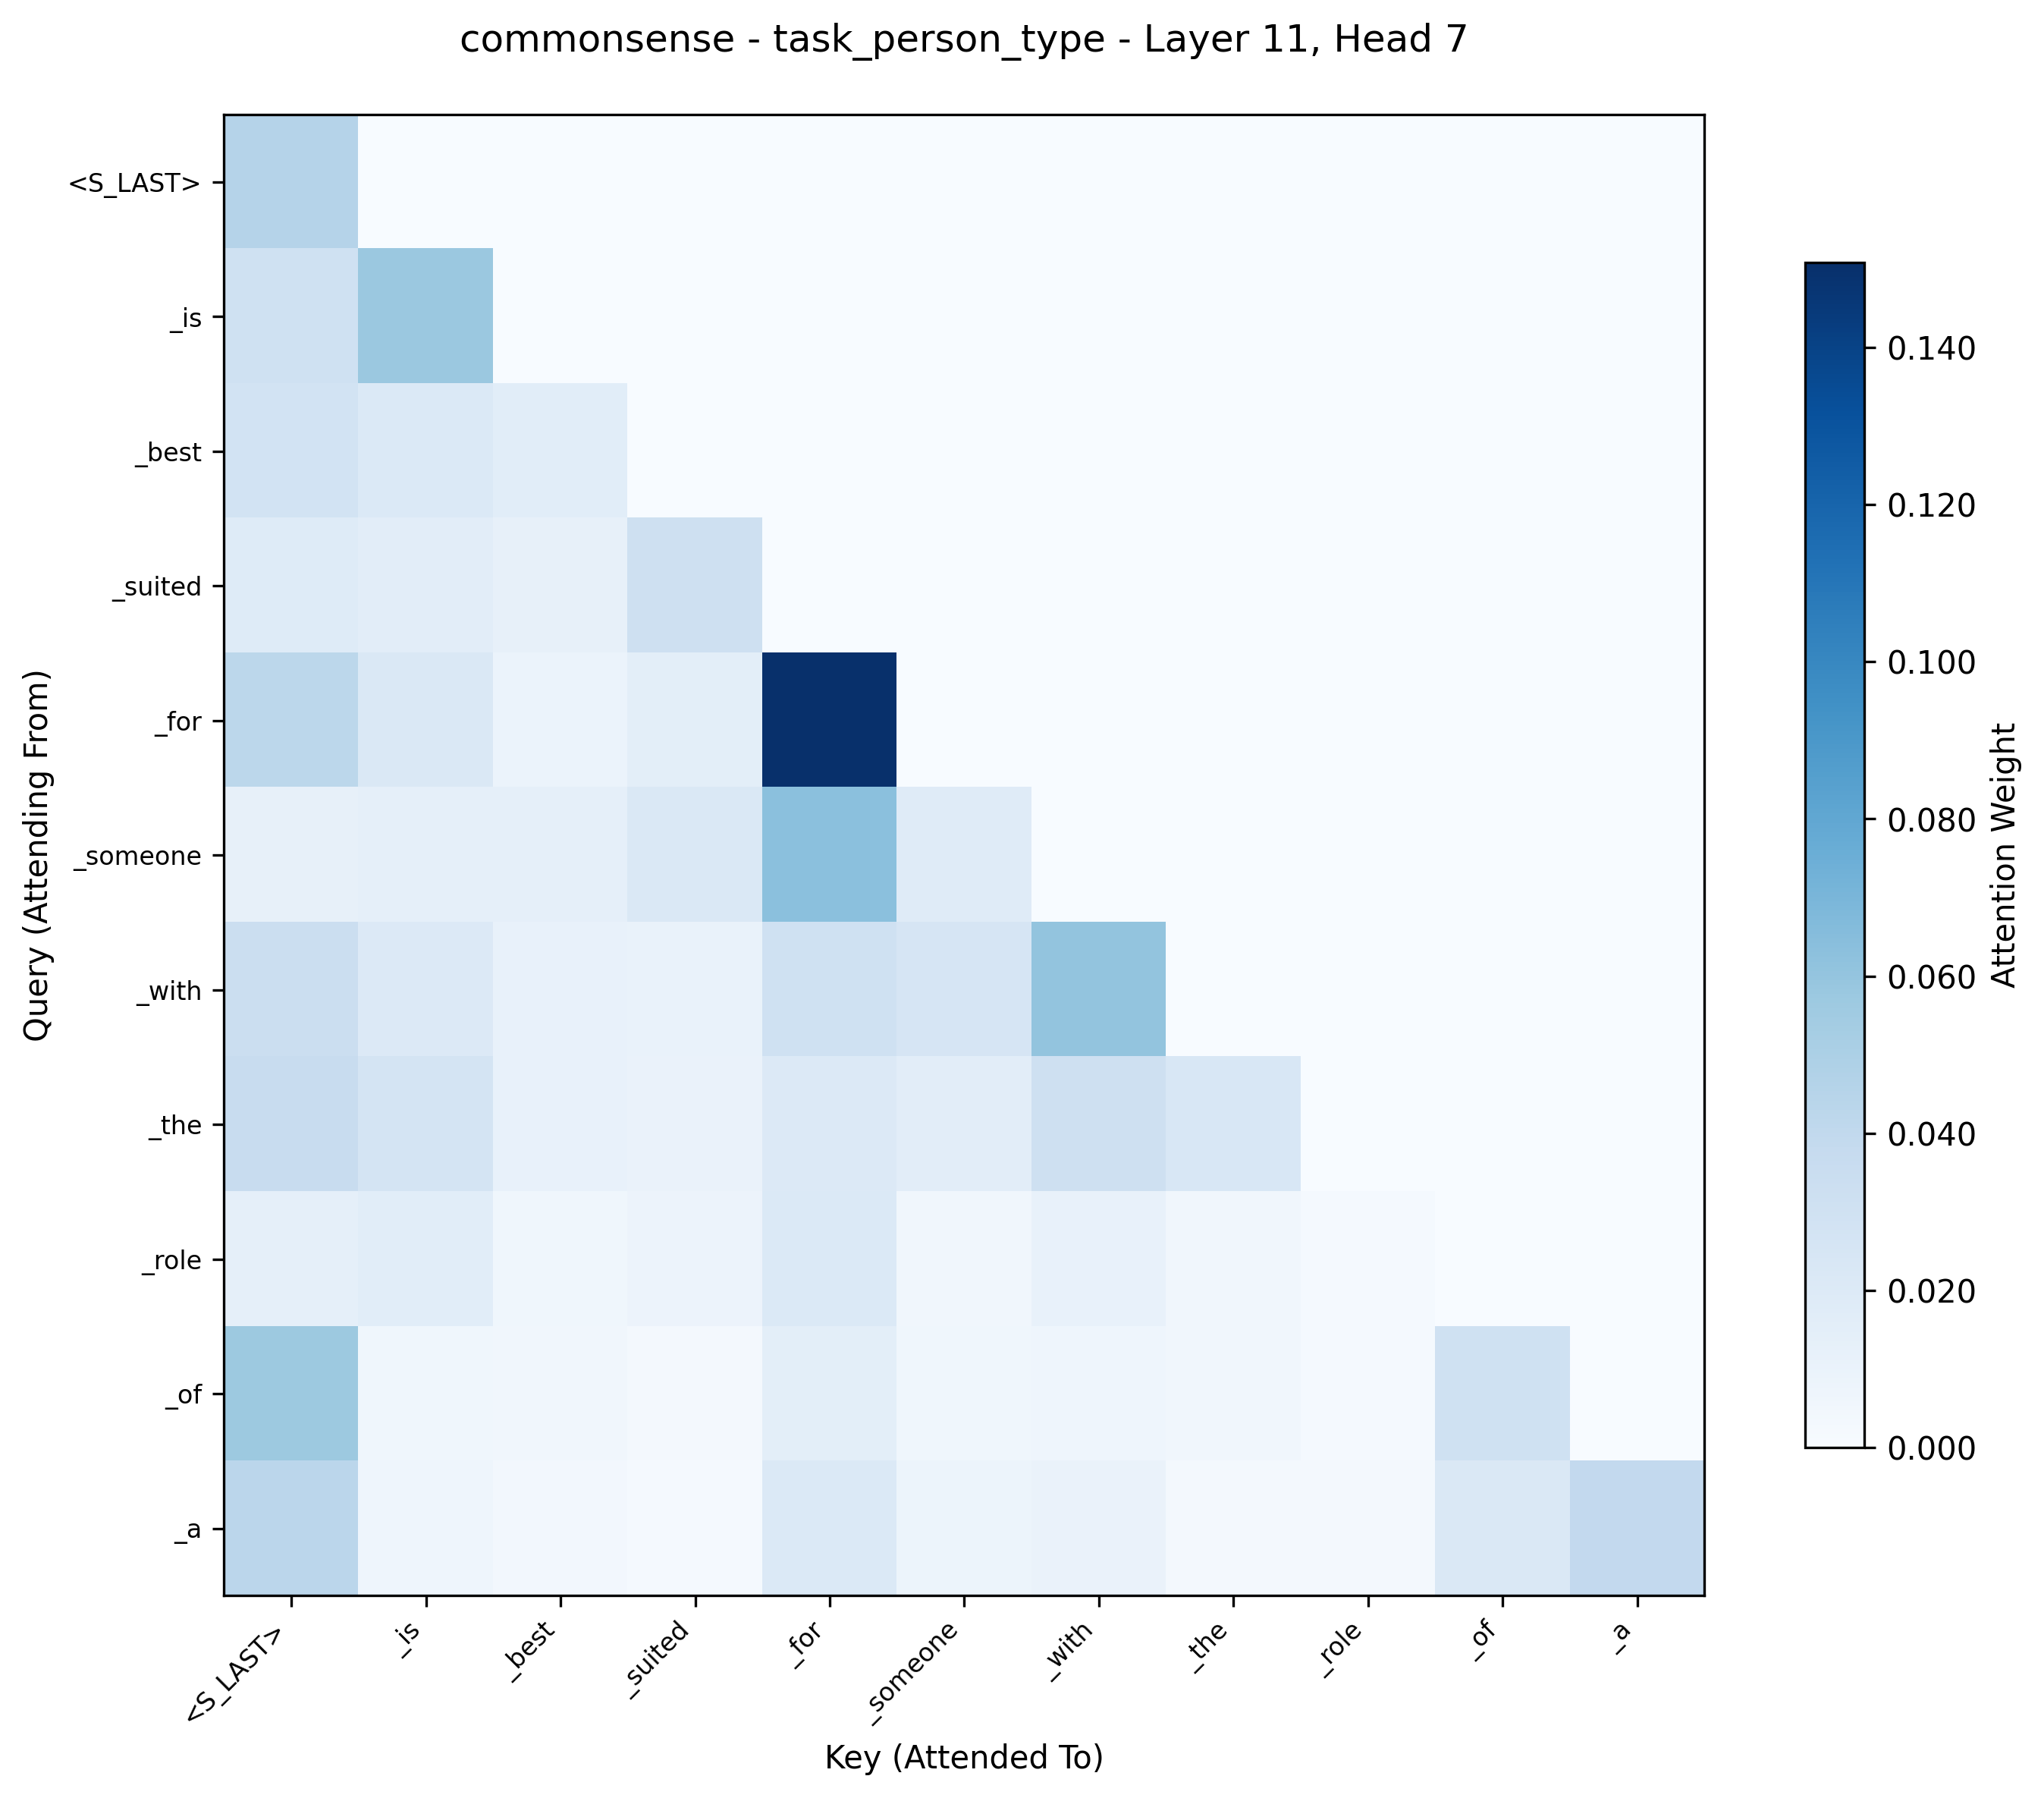 commonsense - task_person_type - Layer 11, Head 7
Query (Attending From)
<S_LAST>
_is
_best
_suited
_for
_someone
_with
_the
_role
_of
_a
<S_LAST>
_is
_best
_suited
_for
_someone
_with
_the
_role
_of
_a
Key (Attended To)
0.140
0.120
0.100
0.080
0.060
0.040
0.020
0.000
Attention Weight